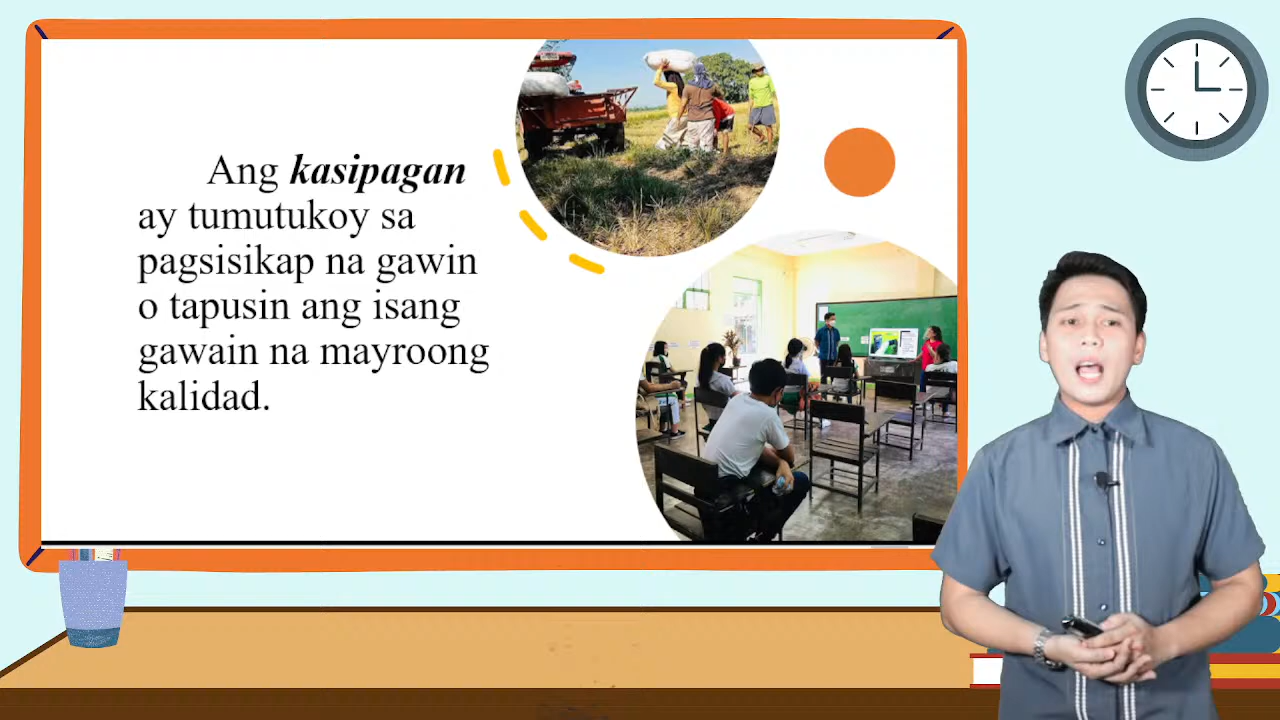 Ang kasipagan
ay tumutukoy sa
pagsisikap na gawin
o tapusin ang isang
gawain na mayroong
kalidad.